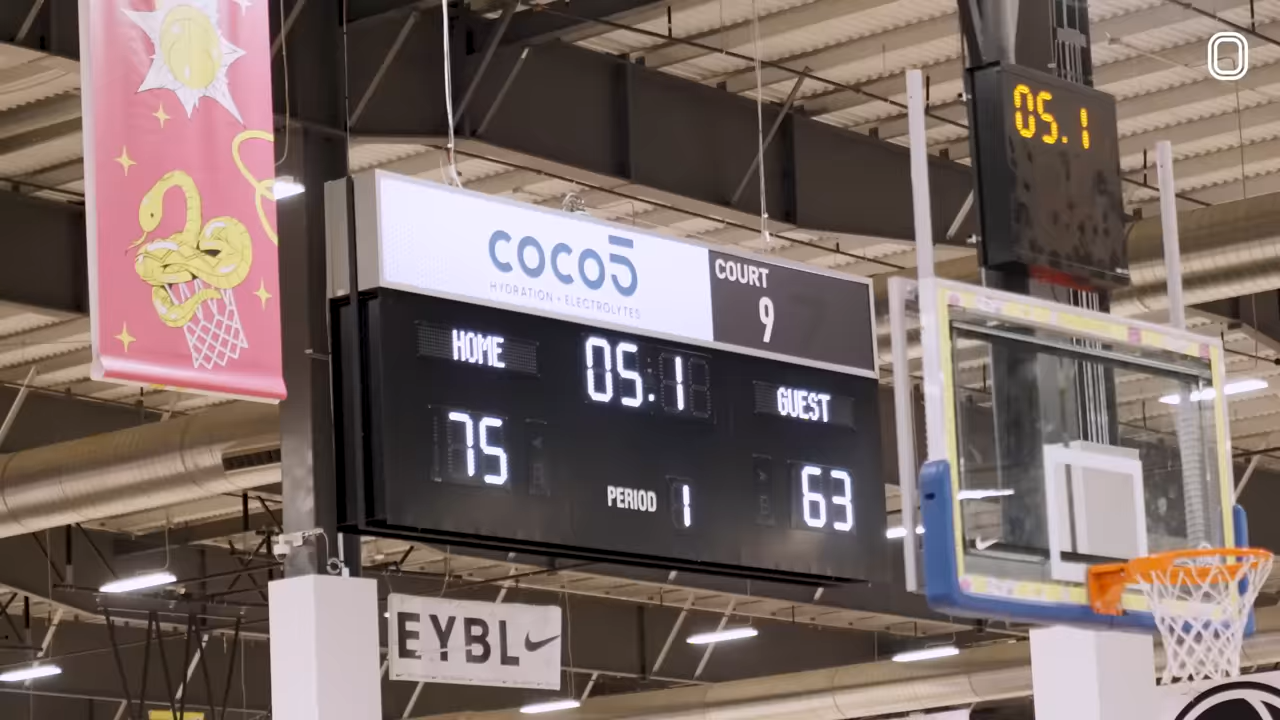 05.1
COCO5
HYDRATION + ELECTROLYTES
COURT
9
HOME
05:1
GUEST
75
PERIOD 1
63
EYBL